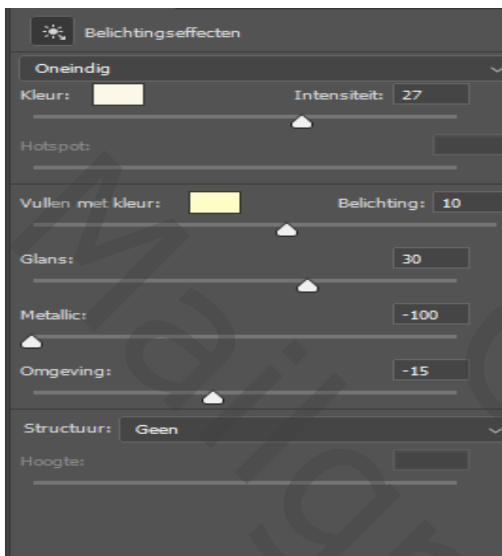 Belichtingseffecten
Oneindig
Kleur: Intensiteit: 27
Hotspot:
Vullen met kleur: Belichting: 10
Glans: 30
Metallic: -100
Omgeving: -15
Structuur: Geen
Hoogte: